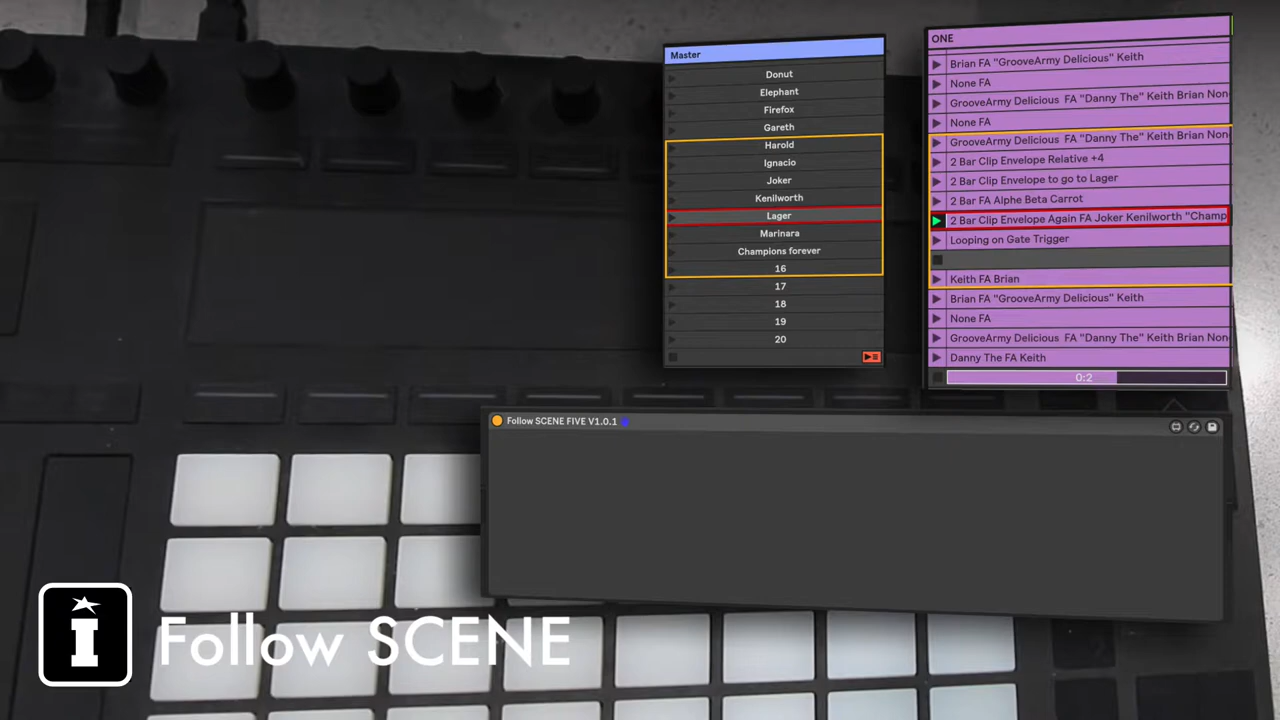 Master
Donut
Elephant
Firefox
Gareth
Harold
Ignacio
Joker
Kenilworth
Lager
Marinara
Champions forever
16
17
18
19
20
ONE
Brian FA "GrooveArmy Delicious" Keith
None FA
GrooveArmy Delicious FA "Danny The" Keith Brian Non
None FA
GrooveArmy Delicious FA "Danny The" Keith Brian Non
2 Bar Clip Envelope Relative +4
2 Bar Clip Envelope to go to Lager
2 Bar FA Alphe Beta Carrot
2 Bar Clip Envelope Again FA Joker Kenilworth "Champ
Looping on Gate Trigger
Keith FA Brian
Brian FA "GrooveArmy Delicious" Keith
None FA
GrooveArmy Delicious FA "Danny The" Keith Brian Non
Danny The FA Keith
0:2
Follow SCENE FIVE V1.0.1
I
Follow SCENE